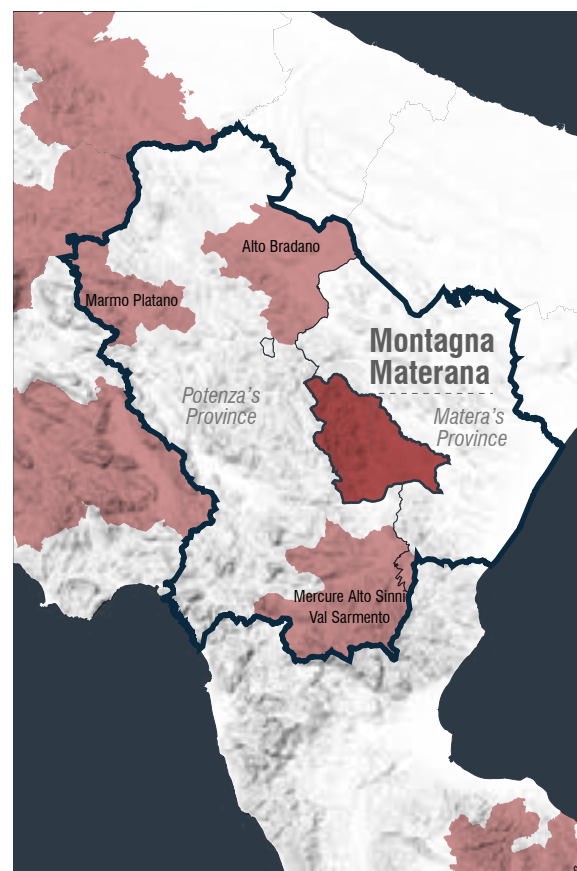 Alto Bradano
Marmo Platano
Montagna
Materana
Potenza's
Province
Matera's
Province
Mercure Alto Sinni
Val Sarmento